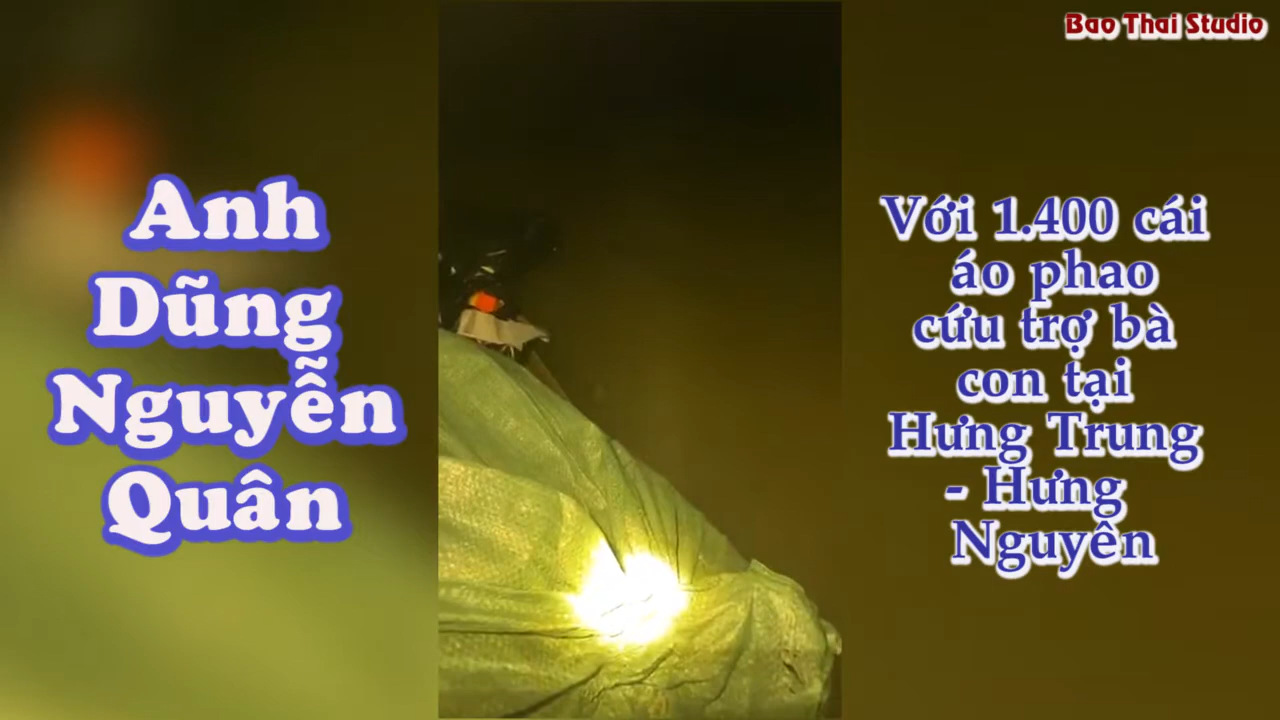 Bao Thai Studio
Anh
Dũng
Nguyễn
Quân
Với 1.400 cái
áo phao
cứu trợ bà
con tại
Hưng Trung
- Hưng
Nguyên